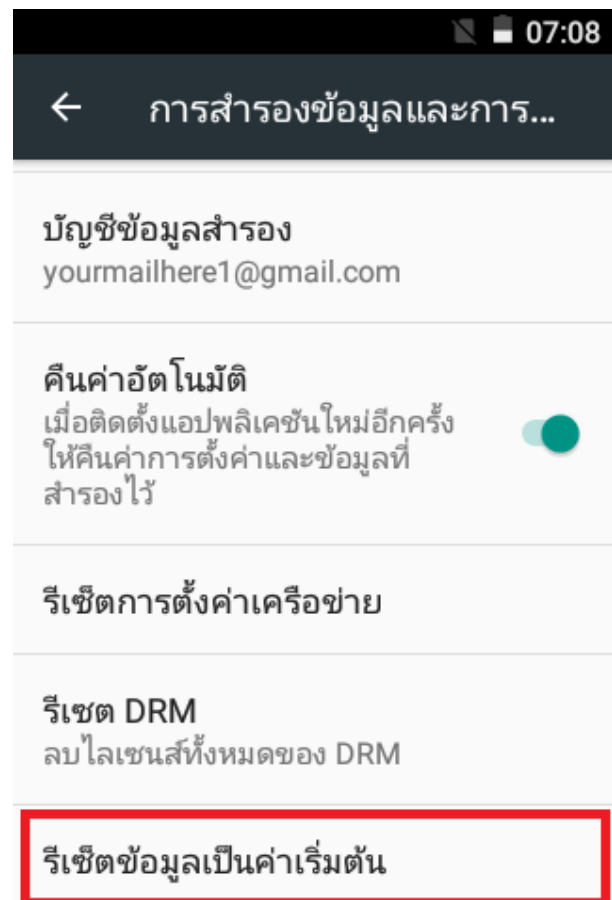 07:08
การสำรองข้อมูลและการ...
บัญชีข้อมูลสำรอง
yourmailhere1@gmail.com
คืนค่าอัตโนมัติ
เมื่อติดตั้งแอปพลิเคชันใหม่อีกครั้ง
ให้คืนค่าการตั้งค่าและข้อมูลที่
สำรองไว้
รีเซ็ตการตั้งค่าเครือข่าย
รีเซต DRM
ลบไลเซนส์ทั้งหมดของ DRM
รีเซ็ตข้อมูลเป็นค่าเริ่มต้น